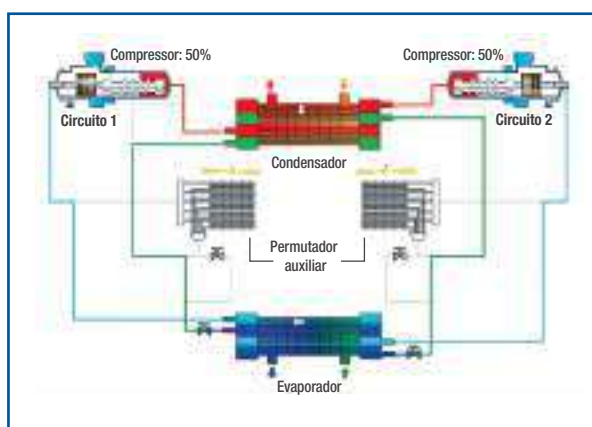 Compressor: 50%
Compressor: 50%
Circuito 1
Circuito 2
Condensador
Permutador
auxiliar
Evaporador